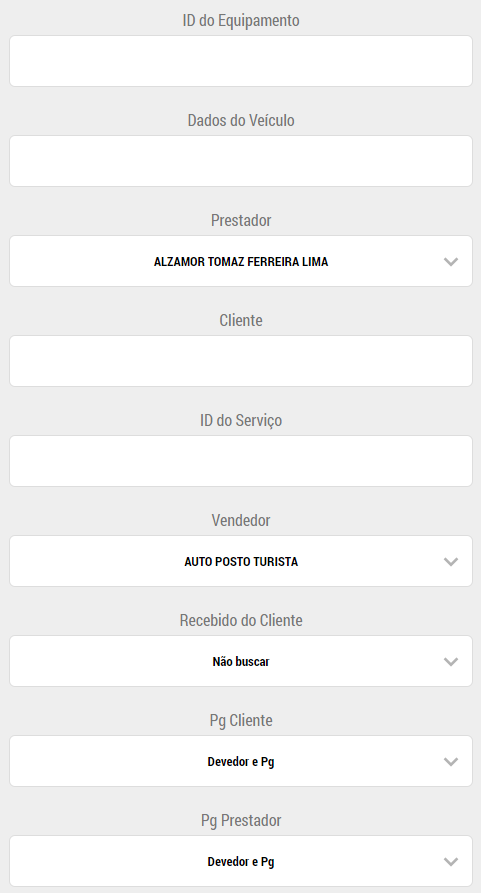 ID do Equipamento
Dados do Veículo
Prestador
ALZAMOR TOMAZ FERREIRA LIMA
Cliente
ID do Serviço
Vendedor
AUTO POSTO TURISTA
Recebido do Cliente
Não buscar
Pg Cliente
Devedor e Pg
Pg Prestador
Devedor e Pg